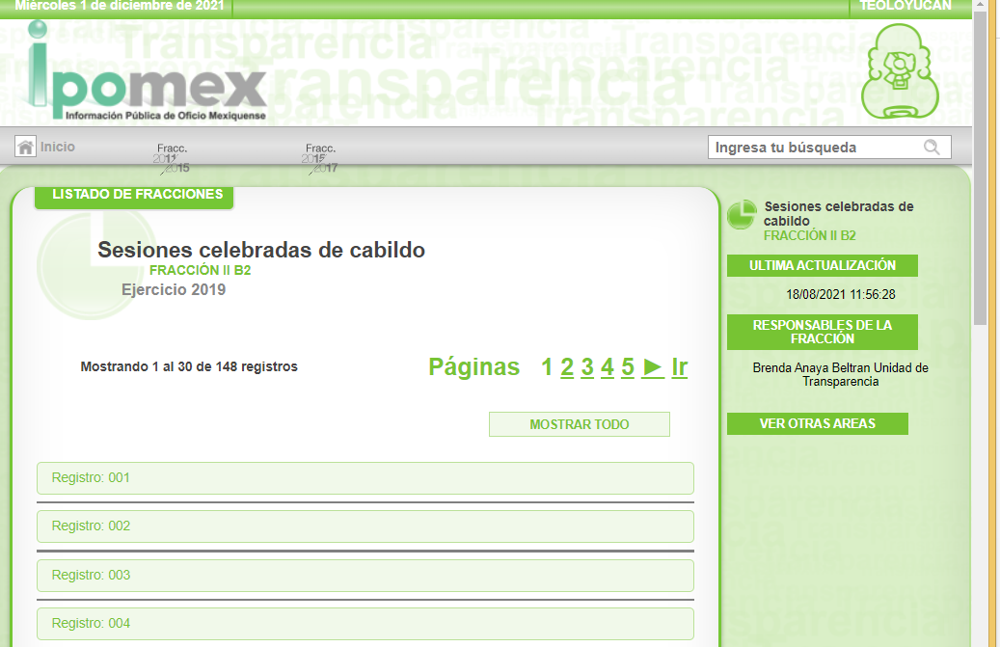 Miércoles 1 de diciembre de 2021
TEOLOYUCAN
ipomex
Información Pública de Oficio Mexiquense
Transparencia
Inicio
Fracc.
2011
2015
Fracc.
2015
2017
Ingresa tu búsqueda
LISTADO DE FRACCIONES
Sesiones celebradas de cabildo
FRACCIÓN II B2
Ejercicio 2019
Mostrando 1 al 30 de 148 registros
Páginas 1 2 3 4 5 ► Ir
MOSTRAR TODO
Registro: 001
Registro: 002
Registro: 003
Registro: 004
Sesiones celebradas de
cabildo
FRACCIÓN II B2
ULTIMA ACTUALIZACIÓN
18/08/2021 11:56:28
RESPONSABLES DE LA
FRACCIÓN
Brenda Anaya Beltran Unidad de
Transparencia
VER OTRAS AREAS